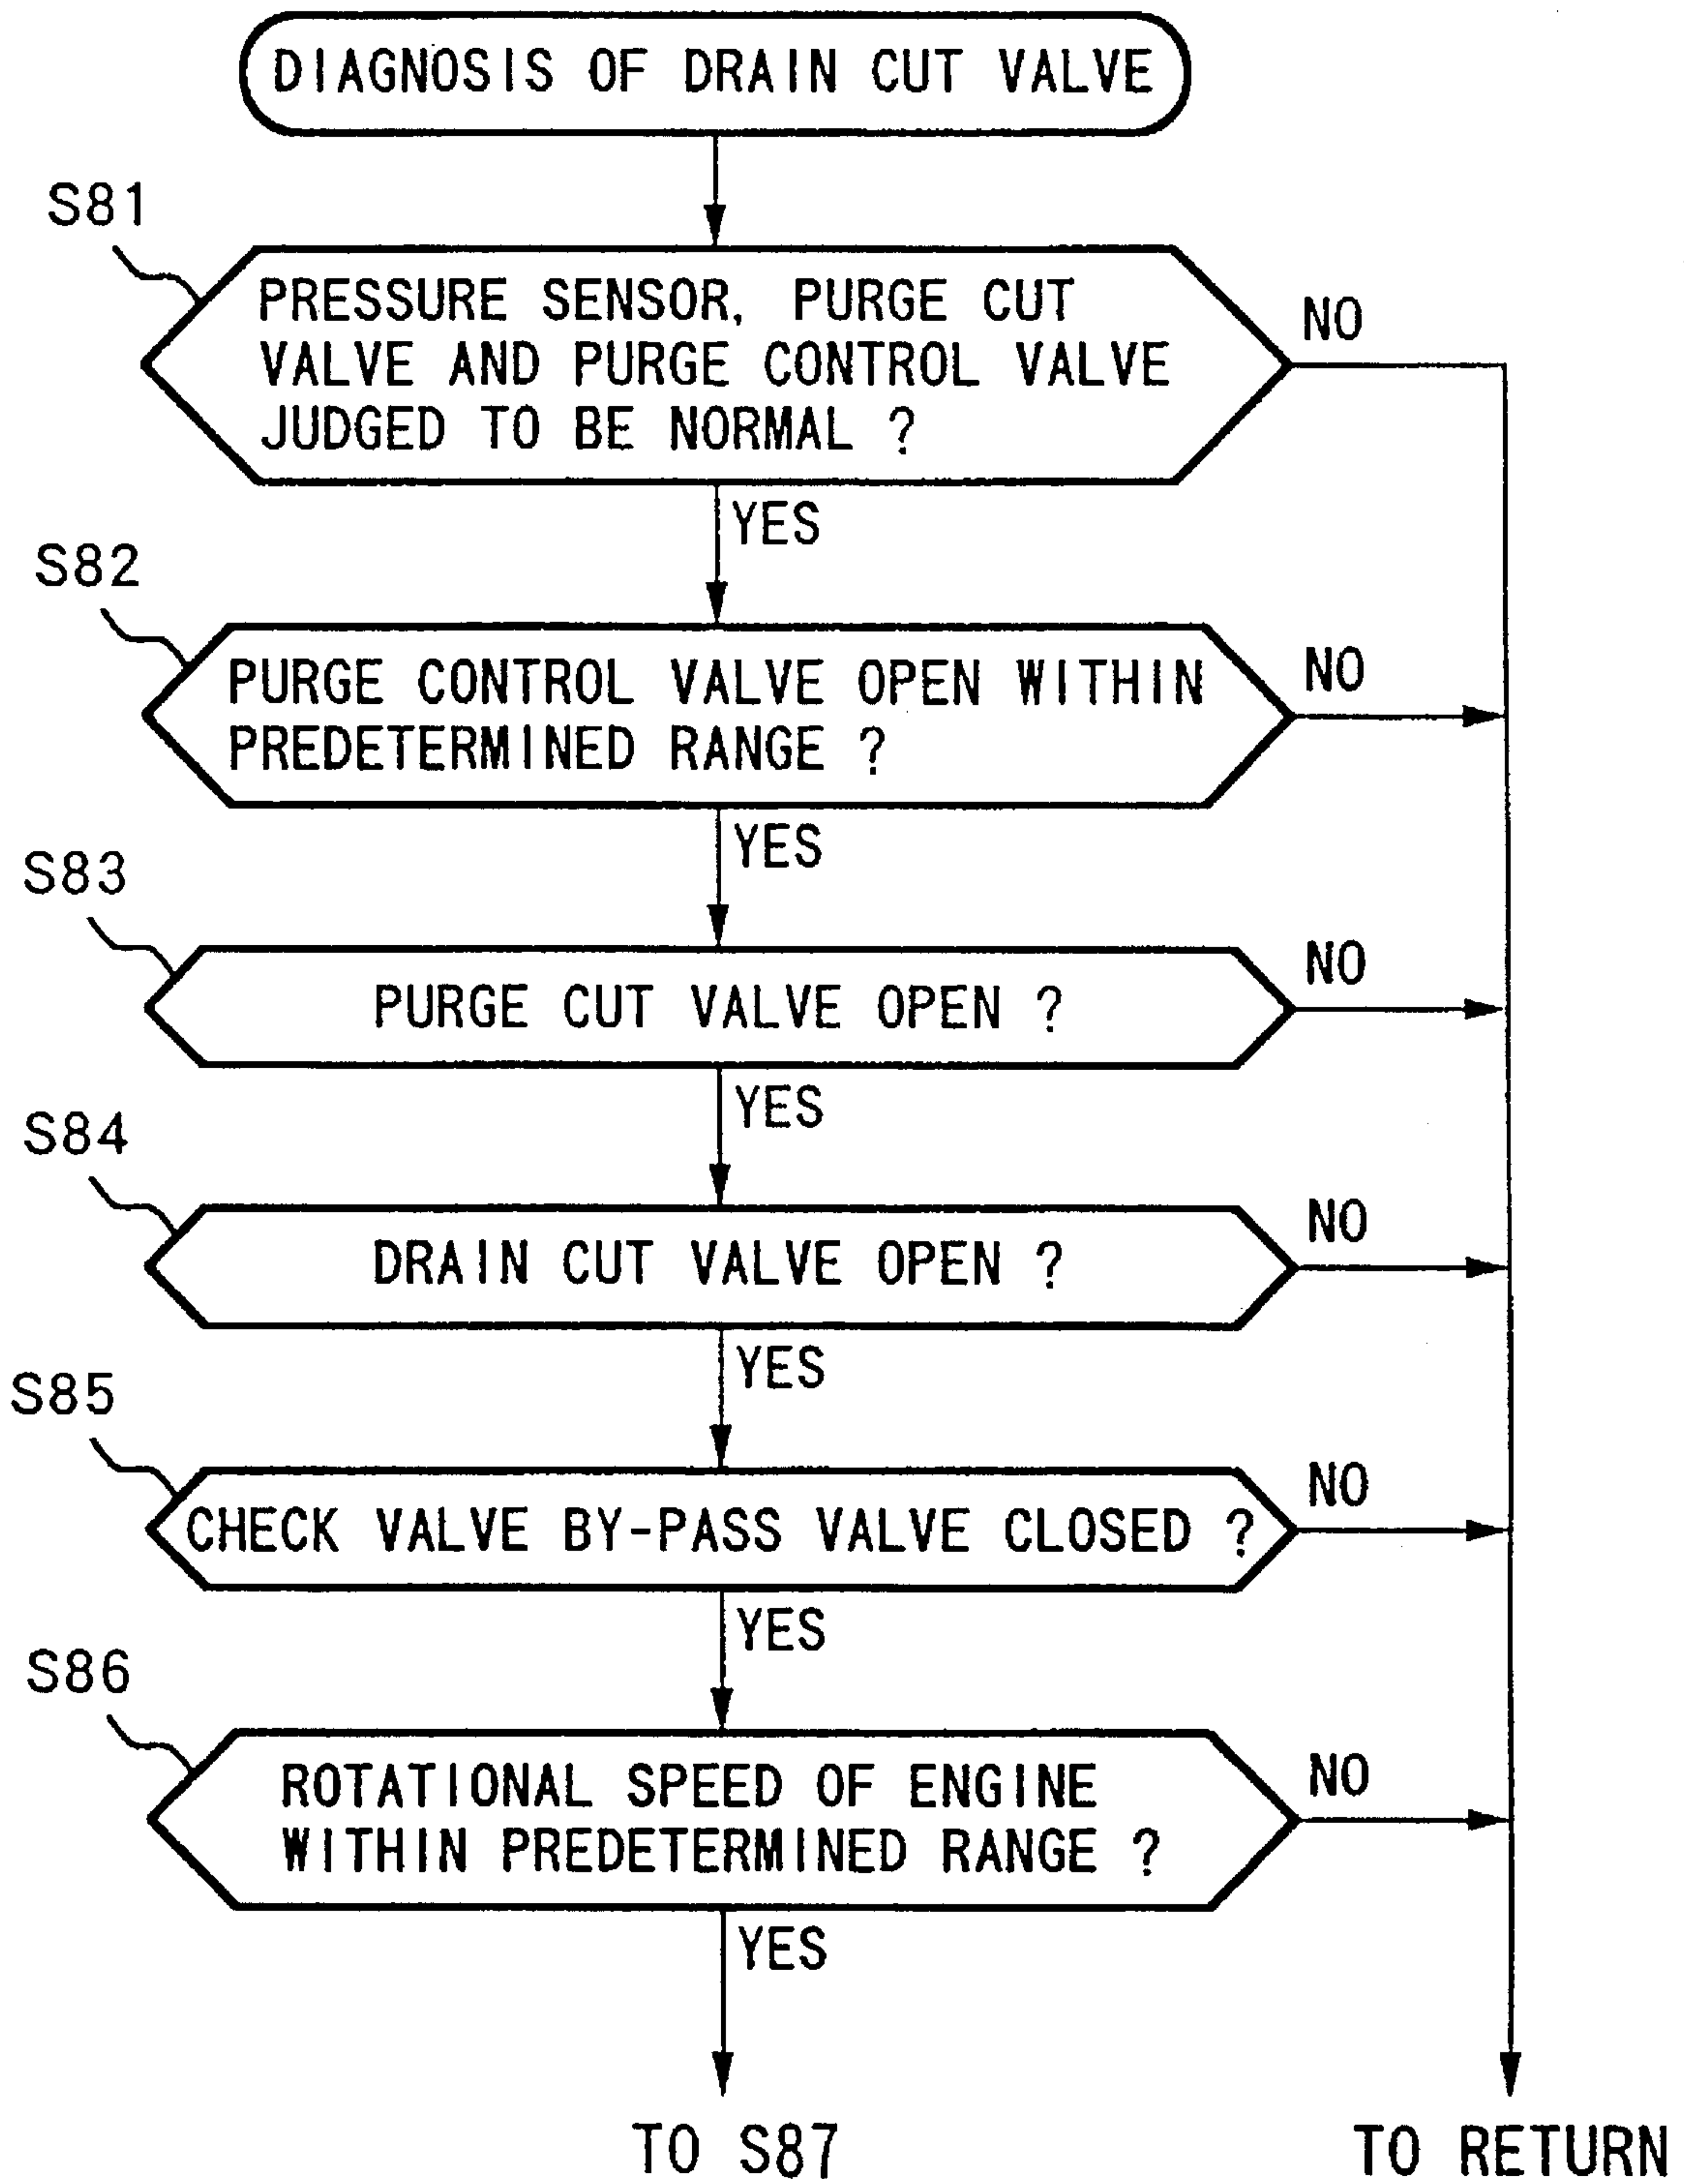 DIAGNOSIS OF DRAIN CUT VALVE
S81
PRESSURE SENSOR, PURGE CUT
VALVE AND PURGE CONTROL VALVE
JUDGED TO BE NORMAL ?
NO
YES
S82
PURGE CONTROL VALVE OPEN WITHIN
PREDETERMINED RANGE ?
NO
YES
S83
PURGE CUT VALVE OPEN ?
NO
YES
S84
DRAIN CUT VALVE OPEN ?
NO
YES
S85
CHECK VALVE BY-PASS VALVE CLOSED ?
NO
YES
S86
ROTATIONAL SPEED OF ENGINE
WITHIN PREDETERMINED RANGE ?
NO
YES
TO S87
TO RETURN